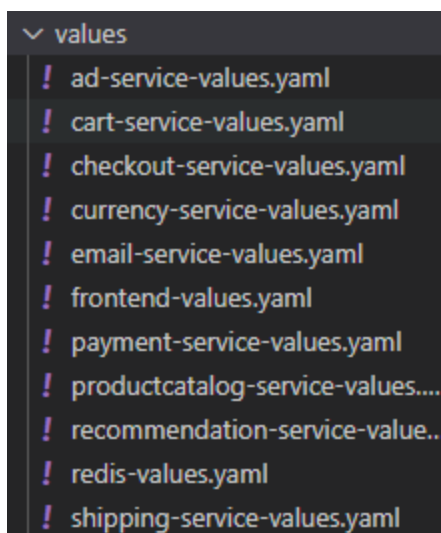 values
! ad-service-values.yaml
! cart-service-values.yaml
! checkout-service-values.yaml
! currency-service-values.yaml
! email-service-values.yaml
! frontend-values.yaml
! payment-service-values.yaml
! productcatalog-service-values....
! recommendation-service-value...
! redis-values.yaml
! shipping-service-values.yaml